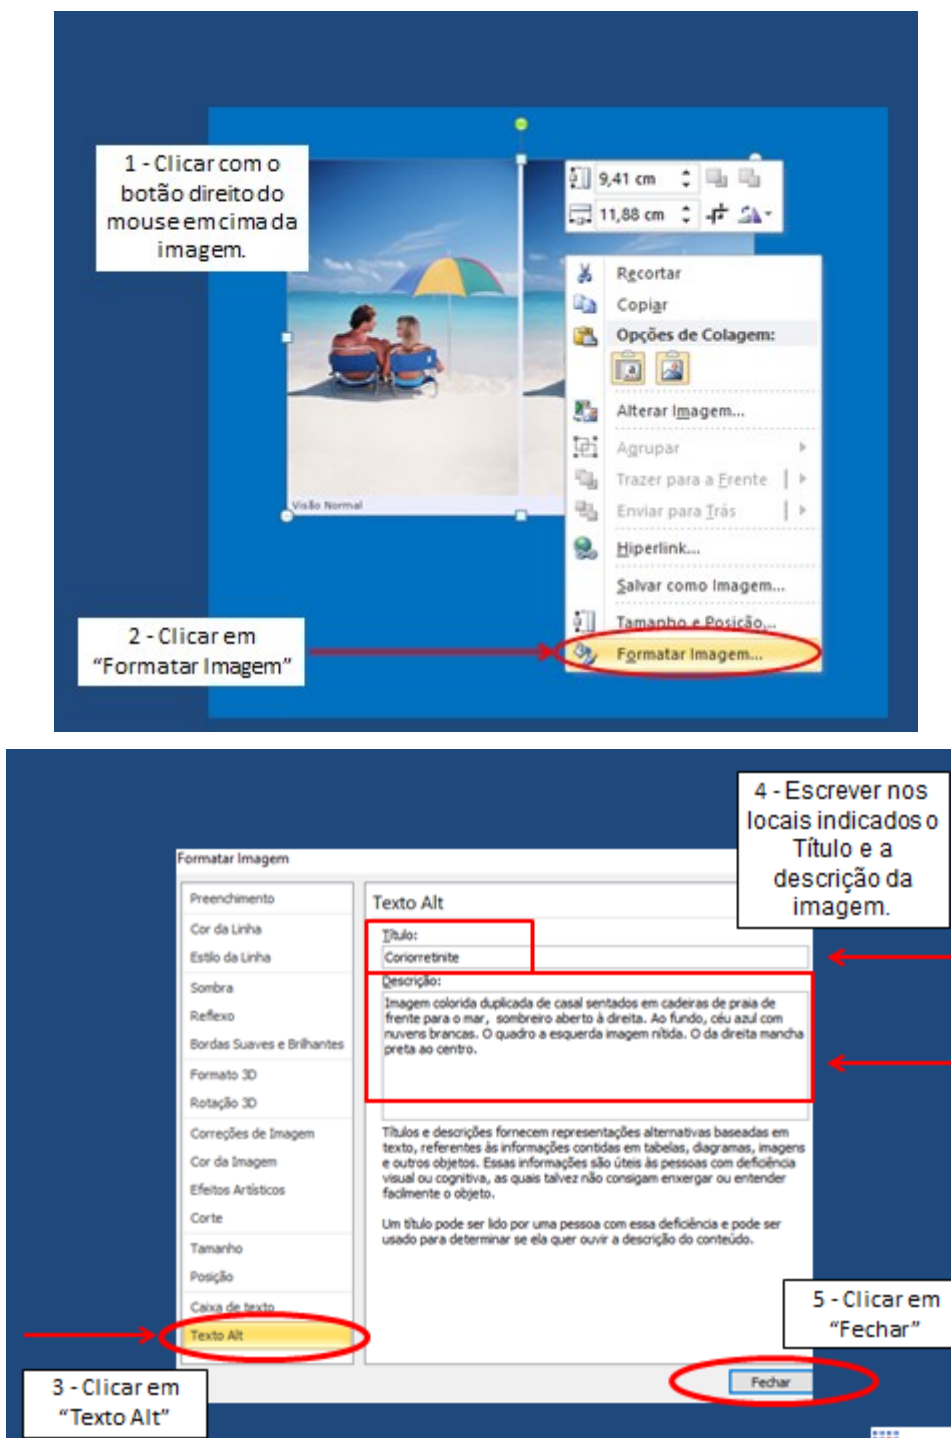 1 - Clicar com o
botão direito do
mouse em cima da
imagem.
9,41 cm
11,88 cm
Recortar
Copiar
Opções de Colagem:
a
Alterar Imagem...
Agrupar
Trazer para a Frente
Enviar para Trás
Hiperlink...
Salvar como Imagem...
Tamanho e Posição...
Formatar Imagem...
Visão Normal
2 - Clicar em
“Formatar Imagem”
4 - Escrever nos
locais indicados o
Título e a
descrição da
imagem.
Formatar Imagem
Preenchimento
Cor da Linha
Estilo da Linha
Sombra
Reflexo
Bordas Suaves e Brilhantes
Formato 3D
Rotação 3D
Correções de Imagem
Cor da Imagem
Efeitos Artísticos
Corte
Tamanho
Posição
Caixa de texto
Texto Alt
Texto Alt
Título:
Coriorretinite
Descrição:
Imagem colorida duplicada de casal sentados em cadeiras de praia de
frente para o mar, sombreiro aberto à direita. Ao fundo, céu azul com
nuvens brancas. O quadro a esquerda imagem nítida. O da direita mancha
preta ao centro.
Títulos e descrições fornecem representações alternativas baseadas em
texto, referentes às informações contidas em tabelas, diagramas, imagens
e outros objetos. Essas informações são úteis às pessoas com deficiência
visual ou cognitiva, as quais talvez não consigam enxergar ou entender
facilmente o objeto.
Um título pode ser lido por uma pessoa com essa deficiência e pode ser
usado para determinar se ela quer ouvir a descrição do conteúdo.
5 - Clicar em
“Fechar”
Fechar
3 - Clicar em
“Texto Alt”